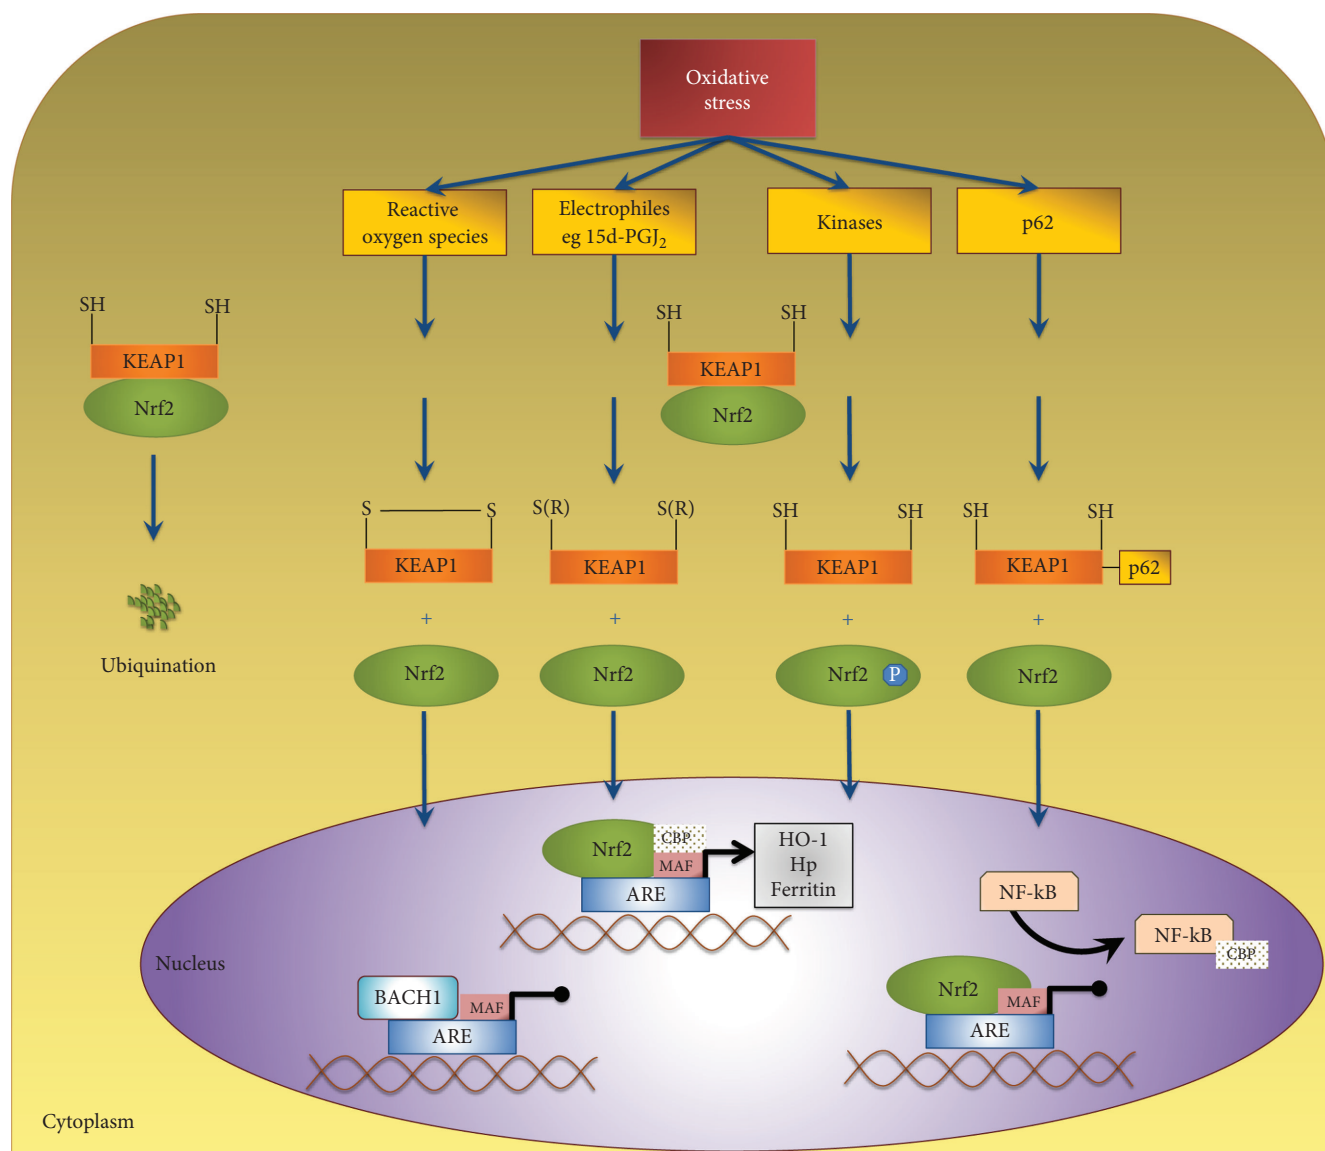 Oxidative
stress
Reactive
oxygen species
Electrophiles
eg 15d-PGJ₂
Kinases
p62
SH
SH
KEAP1
Nrf2
SH
SH
KEAP1
Nrf2
S
S
KEAP1
+
Nrf2
S(R)
S(R)
KEAP1
+
Nrf2
SH
SH
KEAP1
+
Nrf2
P
SH
SH
KEAP1
p62
+
Nrf2
Ubiquination
Nrf2
CBP
MAF
ARE
HO-1
Hp
Ferritin
NF-kB
NF-kB
CBP
Nucleus
BACH1
MAF
ARE
Nrf2
MAF
ARE
Cytoplasm